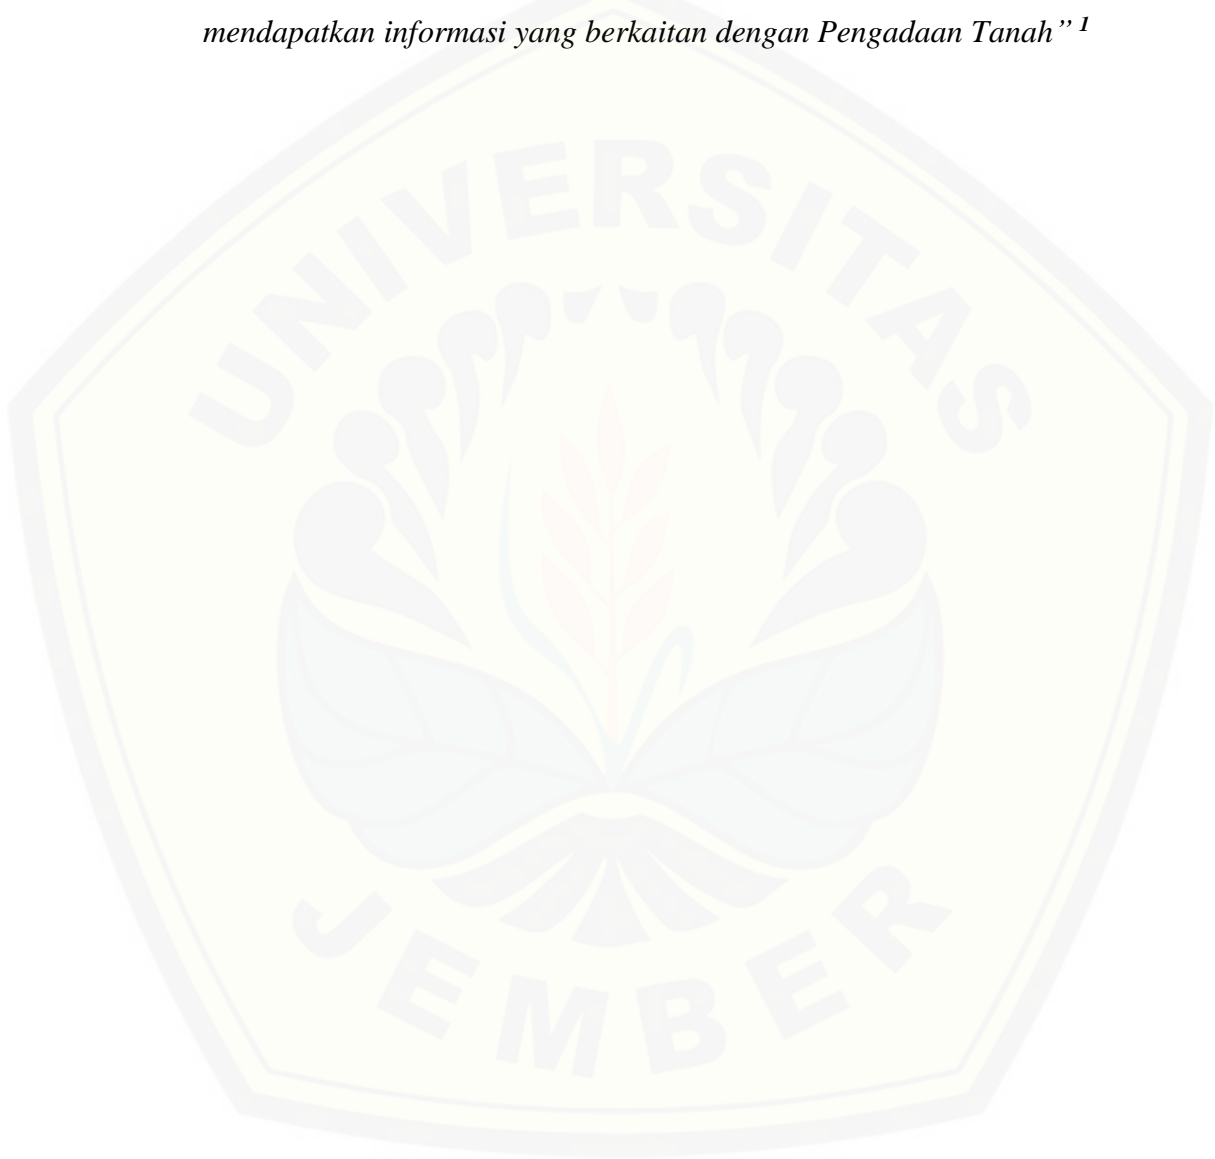 mendapatkan informasi yang berkaitan dengan Pengadaan Tanah” 1
UNIVERSITAS
JEMBER